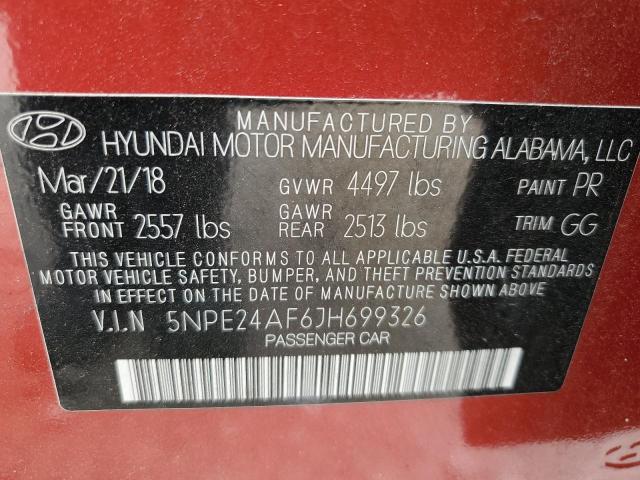 MANUFACTURED BY
HYUNDAI MOTOR MANUFACTURING ALABAMA, LLC
Mar/21/18 GVWR 4497 lbs PAINT PR
GAWR FRONT 2557 lbs GAWR REAR 2513 lbs TRIM GG
THIS VEHICLE CONFORMS TO ALL APPLICABLE U.S.A. FEDERAL
MOTOR VEHICLE SAFETY, BUMPER, AND THEFT PREVENTION STANDARDS
IN EFFECT ON THE DATE OF MANUFACTURE SHOWN ABOVE.
V.I.N 5NPE24AF6JH699326
PASSENGER CAR